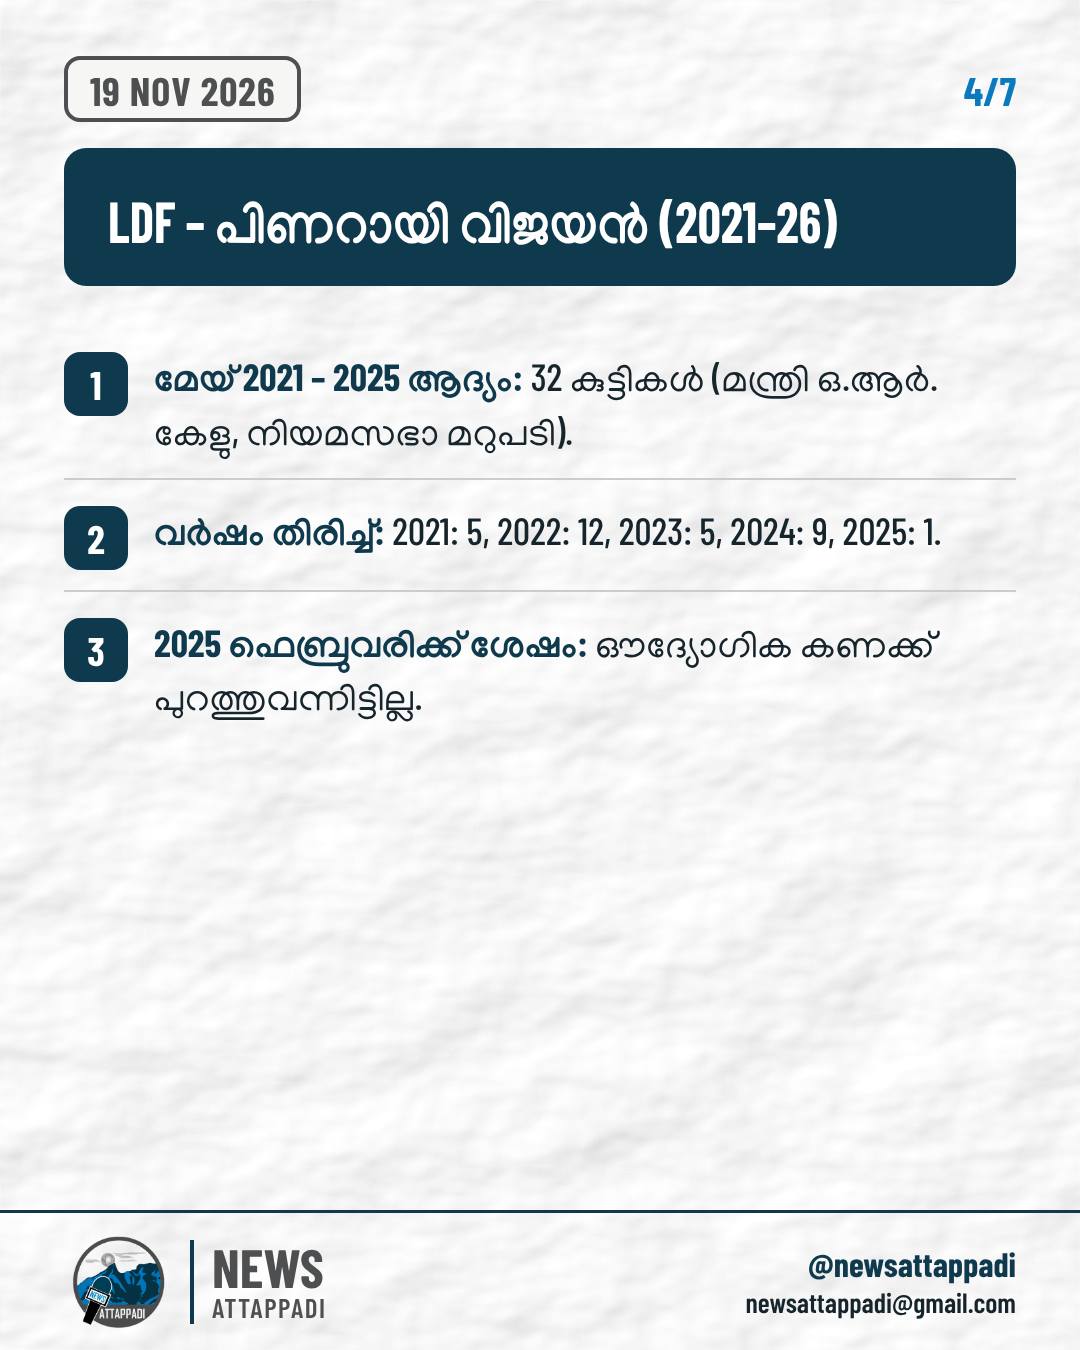 19 NOV 2026
4/7
LDF – പിണറായി വിജയൻ (2021–26)
1
മേയ് 2021 – 2025 ആദ്യം: 32 കുട്ടികൾ (മന്ത്രി ഒ.ആർ.
കേളു, നിയമസഭാ മറുപടി).
2
വർഷം തിരിച്ച്: 2021: 5, 2022: 12, 2023: 5, 2024: 9, 2025: 1.
3
2025 ഫെബ്രുവരിക്ക് ശേഷം: ഔദ്യോഗിക കണക്ക്
പുറത്തുവന്നിട്ടില്ല.
NEWS
ATTAPPADI
NEWS
ATTAPPADI
@newsattappadi
newsattappadi@gmail.com